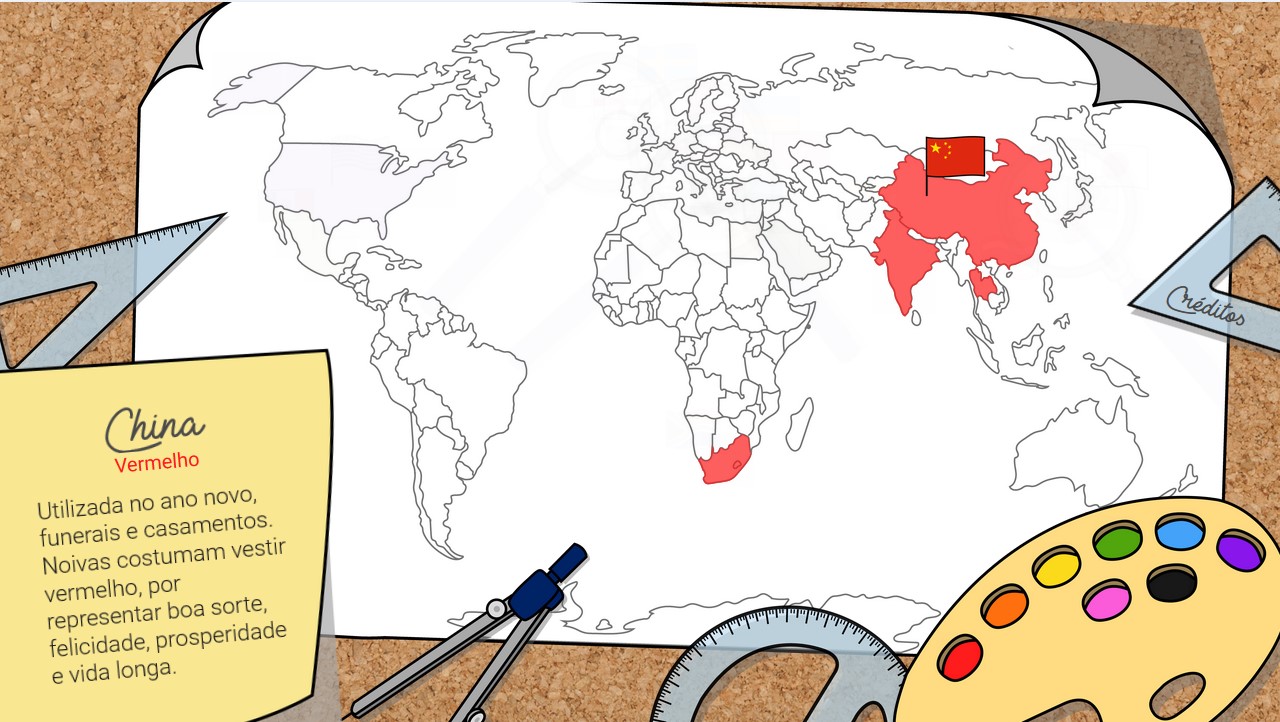 China
Vermelho
Utilizada no ano novo,
funerais e casamentos.
Noivas costumam vestir
vermelho, por
representar boa sorte,
felicidade, prosperidade
e vida longa.
Créditos